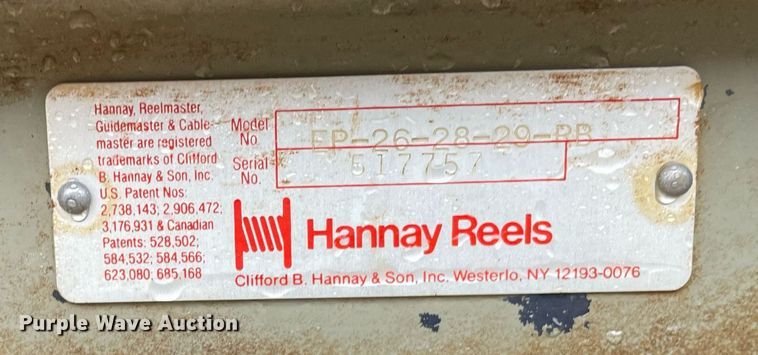 Hannay, Reelmaster,
Guidemaster & Cable-
master are registered
trademarks of Clifford
B. Hannay & Son, Inc.
U.S. Patent Nos:
2,738,143; 2,906,472;
3,176,931 & Canadian
Patents: 528,502;
584,532; 584,566;
623,080; 685,168
Model No. EP-26-28-29-RB
Serial No. 517757
Hannay Reels
Clifford B. Hannay & Son, Inc. Westerlo, NY 12193-0076
Purple Wave Auction